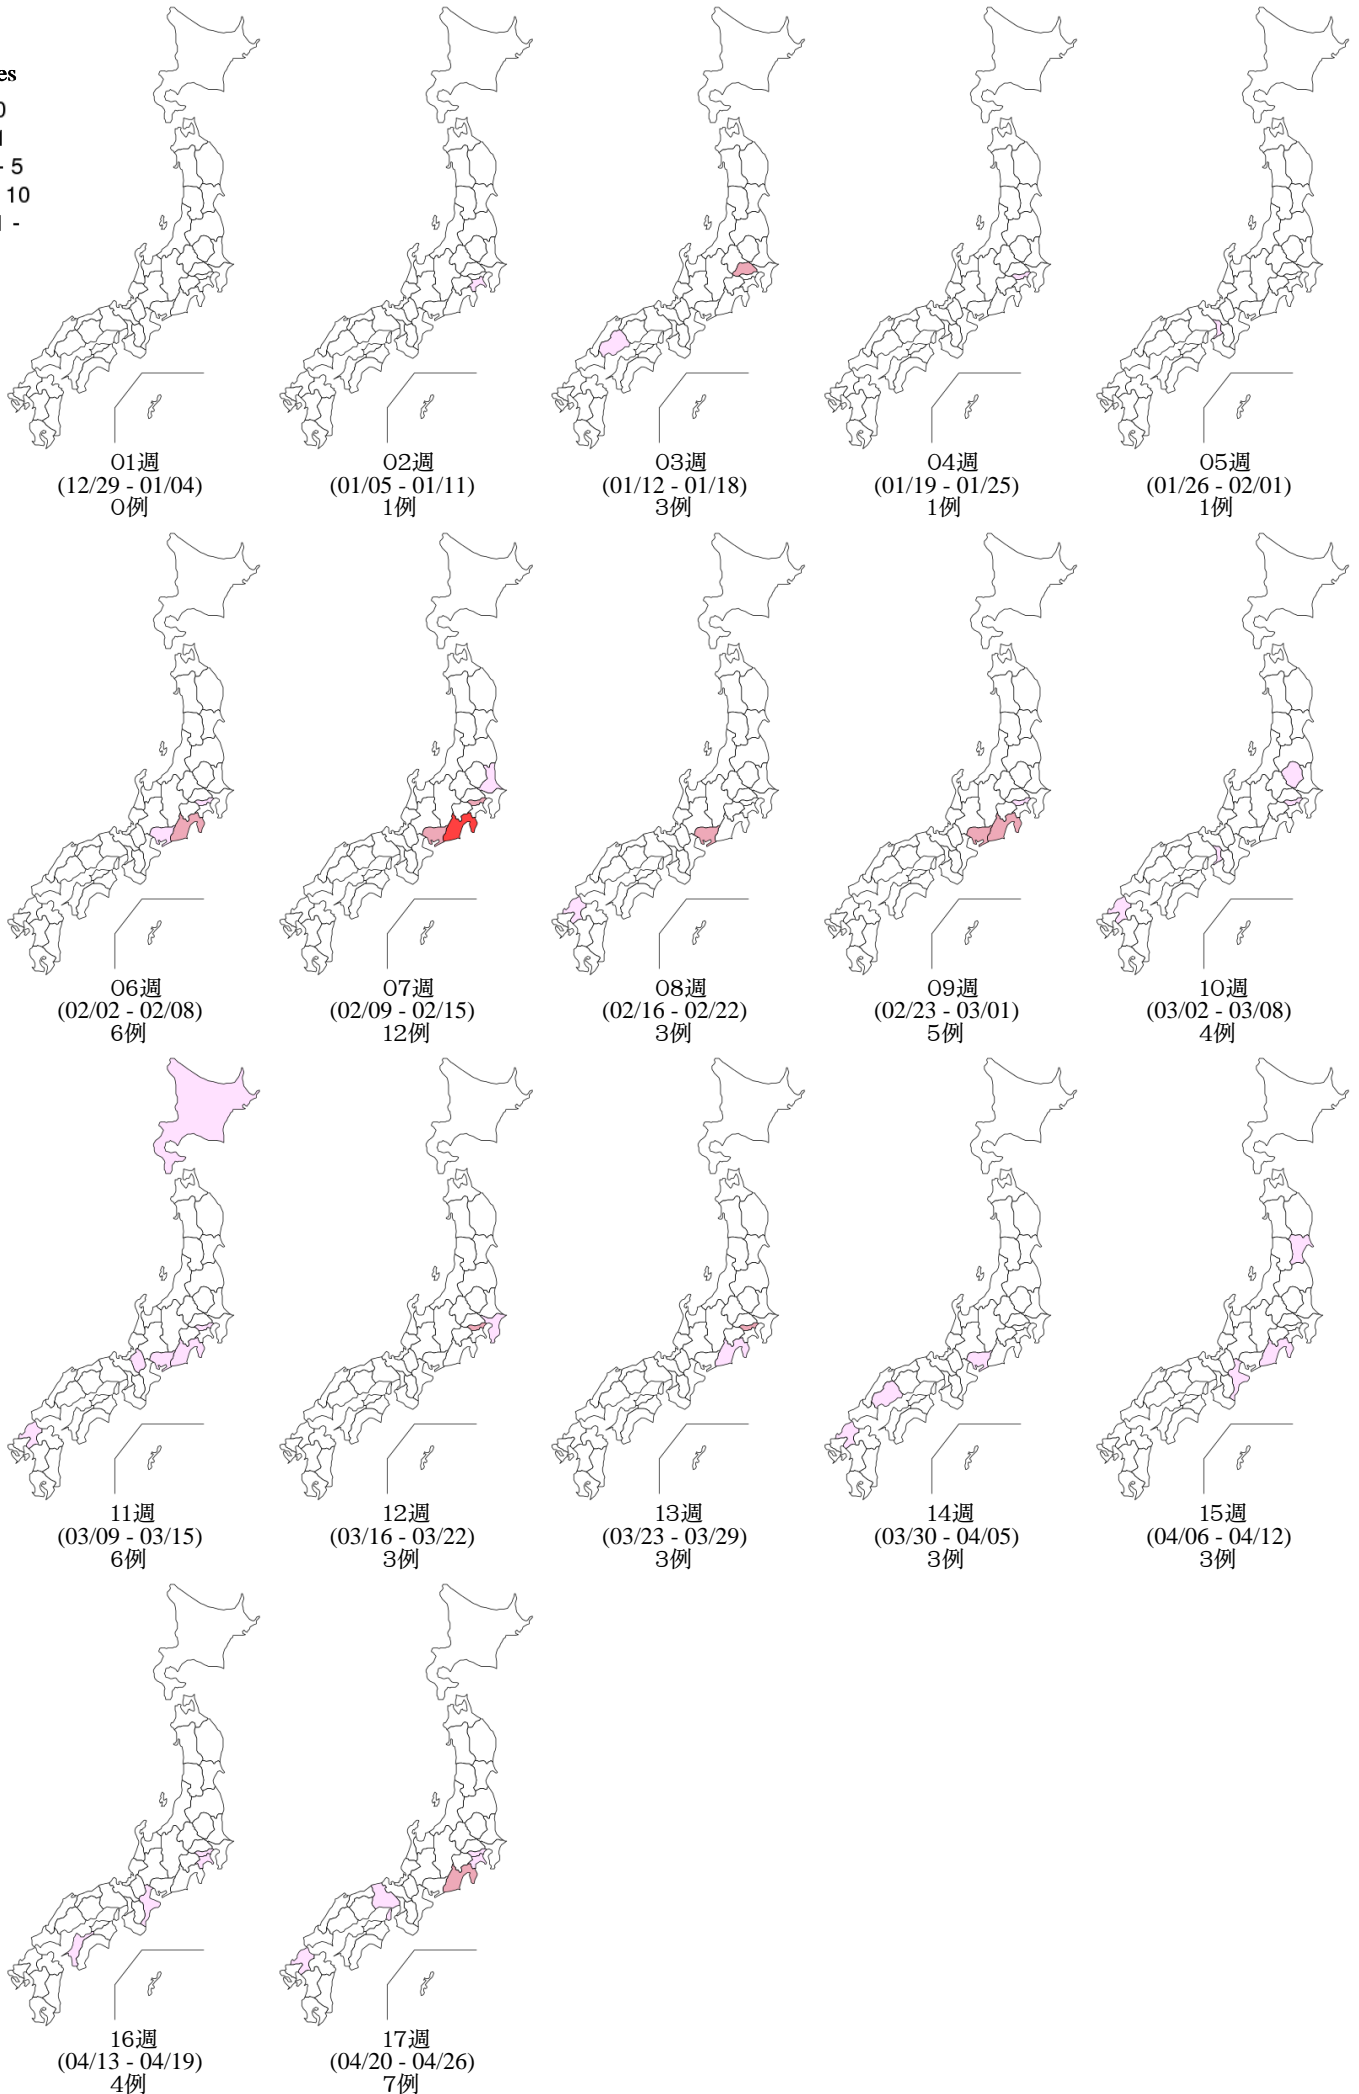 es
0
1
- 5
10
-
01週
(12/29 - 01/04)
0例
02週
(01/05 - 01/11)
1例
03週
(01/12 - 01/18)
3例
04週
(01/19 - 01/25)
1例
05週
(01/26 - 02/01)
1例
06週
(02/02 - 02/08)
6例
07週
(02/09 - 02/15)
12例
08週
(02/16 - 02/22)
3例
09週
(02/23 - 03/01)
5例
10週
(03/02 - 03/08)
4例
11週
(03/09 - 03/15)
6例
12週
(03/16 - 03/22)
3例
13週
(03/23 - 03/29)
3例
14週
(03/30 - 04/05)
3例
15週
(04/06 - 04/12)
3例
16週
(04/13 - 04/19)
4例
17週
(04/20 - 04/26)
7例